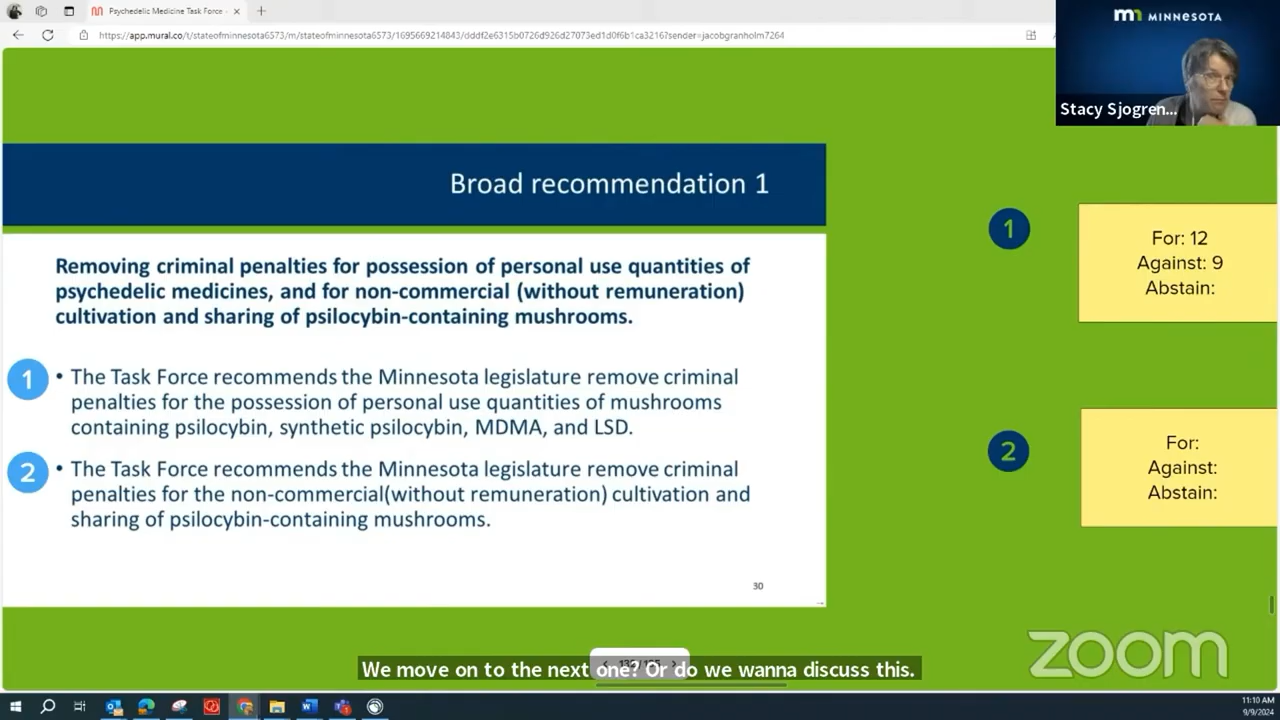 Psychedelic Medicine Task Force
https://app.mural.co/t/stateofminnesota6573/m/stateofminnesota6573/1695669214843/dddf2e6315b0726d926d27073ed1d0f6b1ca3216?sender=jacobgranholm7264
MINNESOTA
Stacy Sjogren...
Broad recommendation 1
Removing criminal penalties for possession of personal use quantities of
psychedelic medicines, and for non-commercial (without remuneration)
cultivation and sharing of psilocybin-containing mushrooms.
1
• The Task Force recommends the Minnesota legislature remove criminal
penalties for the possession of personal use quantities of mushrooms
containing psilocybin, synthetic psilocybin, MDMA, and LSD.
2
• The Task Force recommends the Minnesota legislature remove criminal
penalties for the non-commercial(without remuneration) cultivation and
sharing of psilocybin-containing mushrooms.
30
1
For: 12
Against: 9
Abstain:
2
For:
Against:
Abstain:
We move on to the next one? Or do we wanna discuss this.
zoom
11:10 AM
9/9/2024